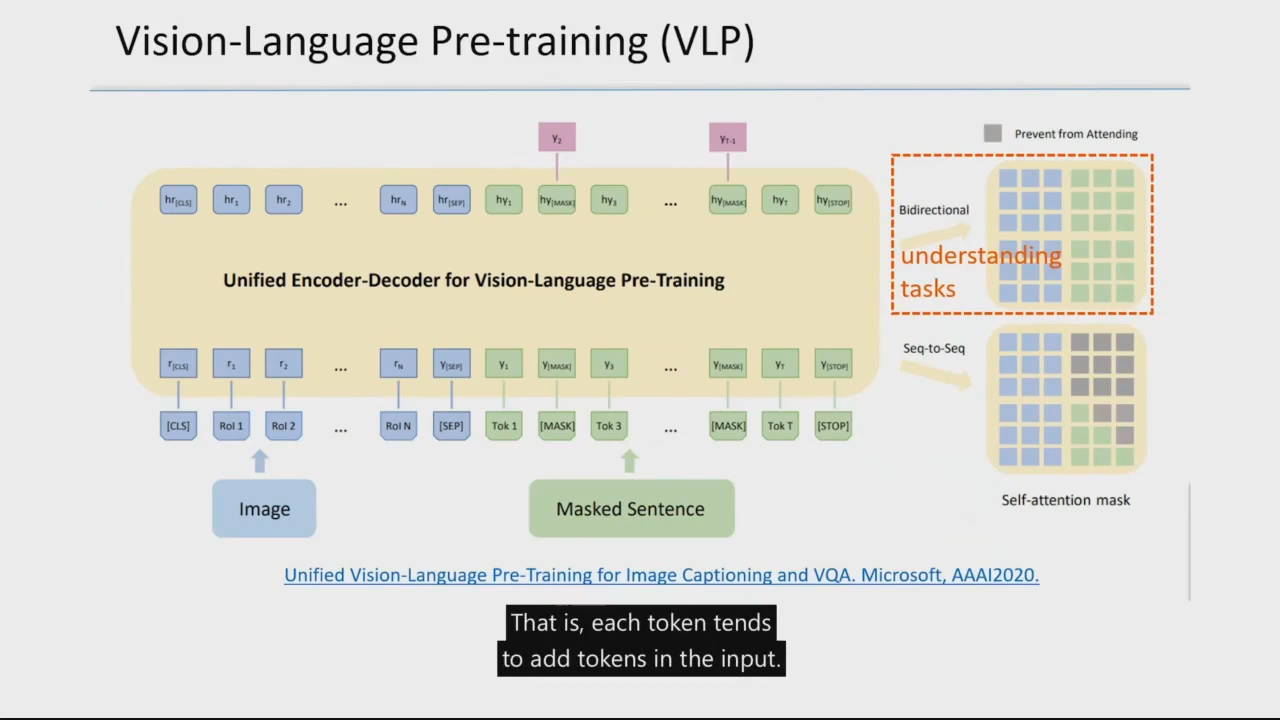 Vision-Language Pre-training (VLP)
y2 yT-1
Prevent from Attending
hr[CLS] hr1 hr2 ... hrN hr[SEP] hy1 hy[MASK] hy3 ... hy[MASK] hyT hy[STOP]
Bidirectional
understanding
tasks
Unified Encoder-Decoder for Vision-Language Pre-Training
Seq-to-Seq
r[CLS] r1 r2 ... rN y[SEP] y1 y[MASK] y3 ... y[MASK] yT y[STOP]
[CLS] RoI 1 RoI 2 ... RoI N [SEP] Tok 1 [MASK] Tok 3 ... [MASK] Tok T [STOP]
Image
Masked Sentence
Self-attention mask
Unified Vision-Language Pre-Training for Image Captioning and VQA. Microsoft, AAAI2020.
That is, each token tends
to add tokens in the input.